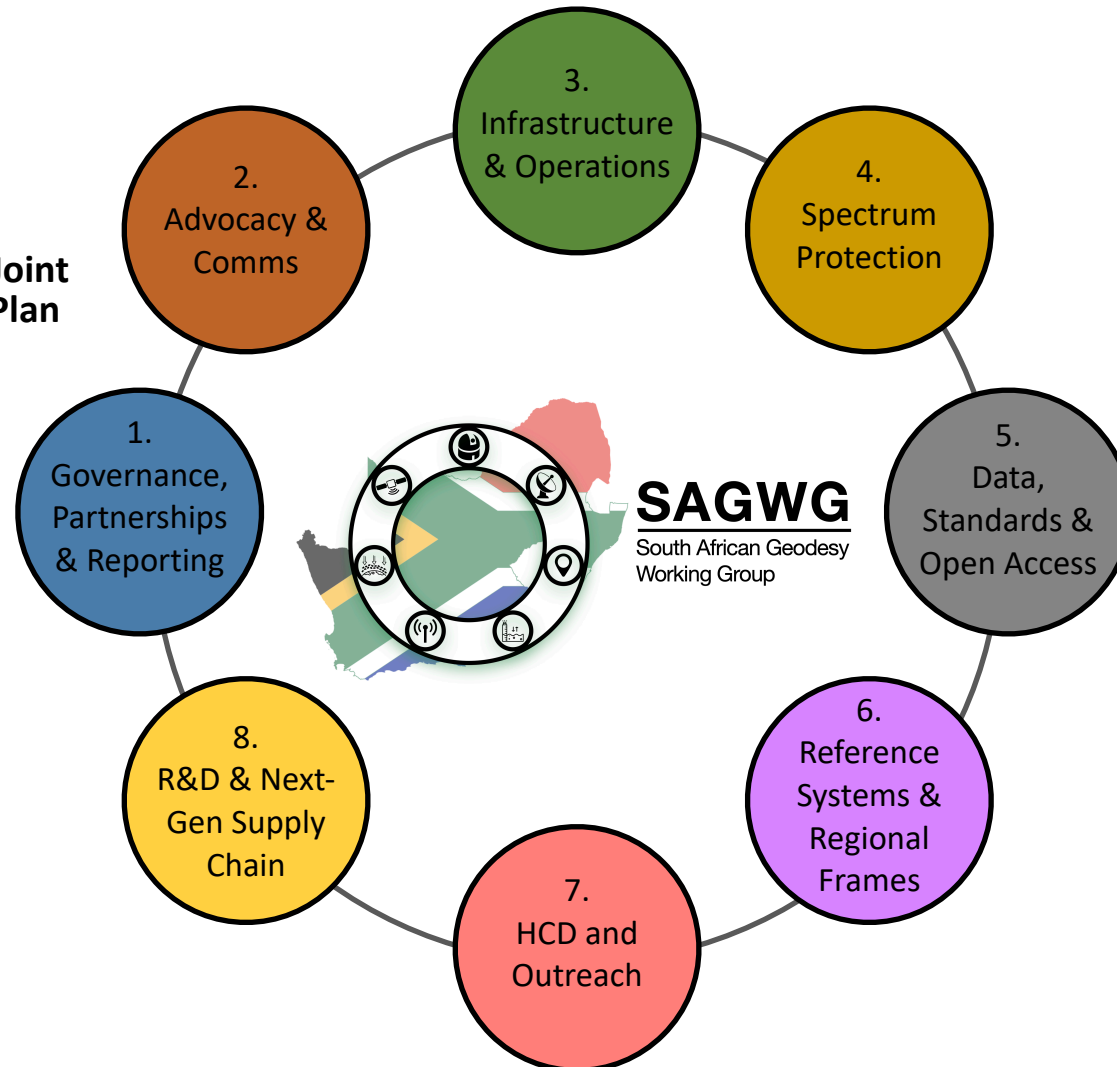 Joint
Plan
1.
Governance,
Partnerships
& Reporting
2.
Advocacy &
Comms
3.
Infrastructure
& Operations
4.
Spectrum
Protection
5.
Data,
Standards &
Open Access
6.
Reference
Systems &
Regional
Frames
7.
HCD and
Outreach
8.
R&D & Next-
Gen Supply
Chain
SAGWG
South African Geodesy
Working Group